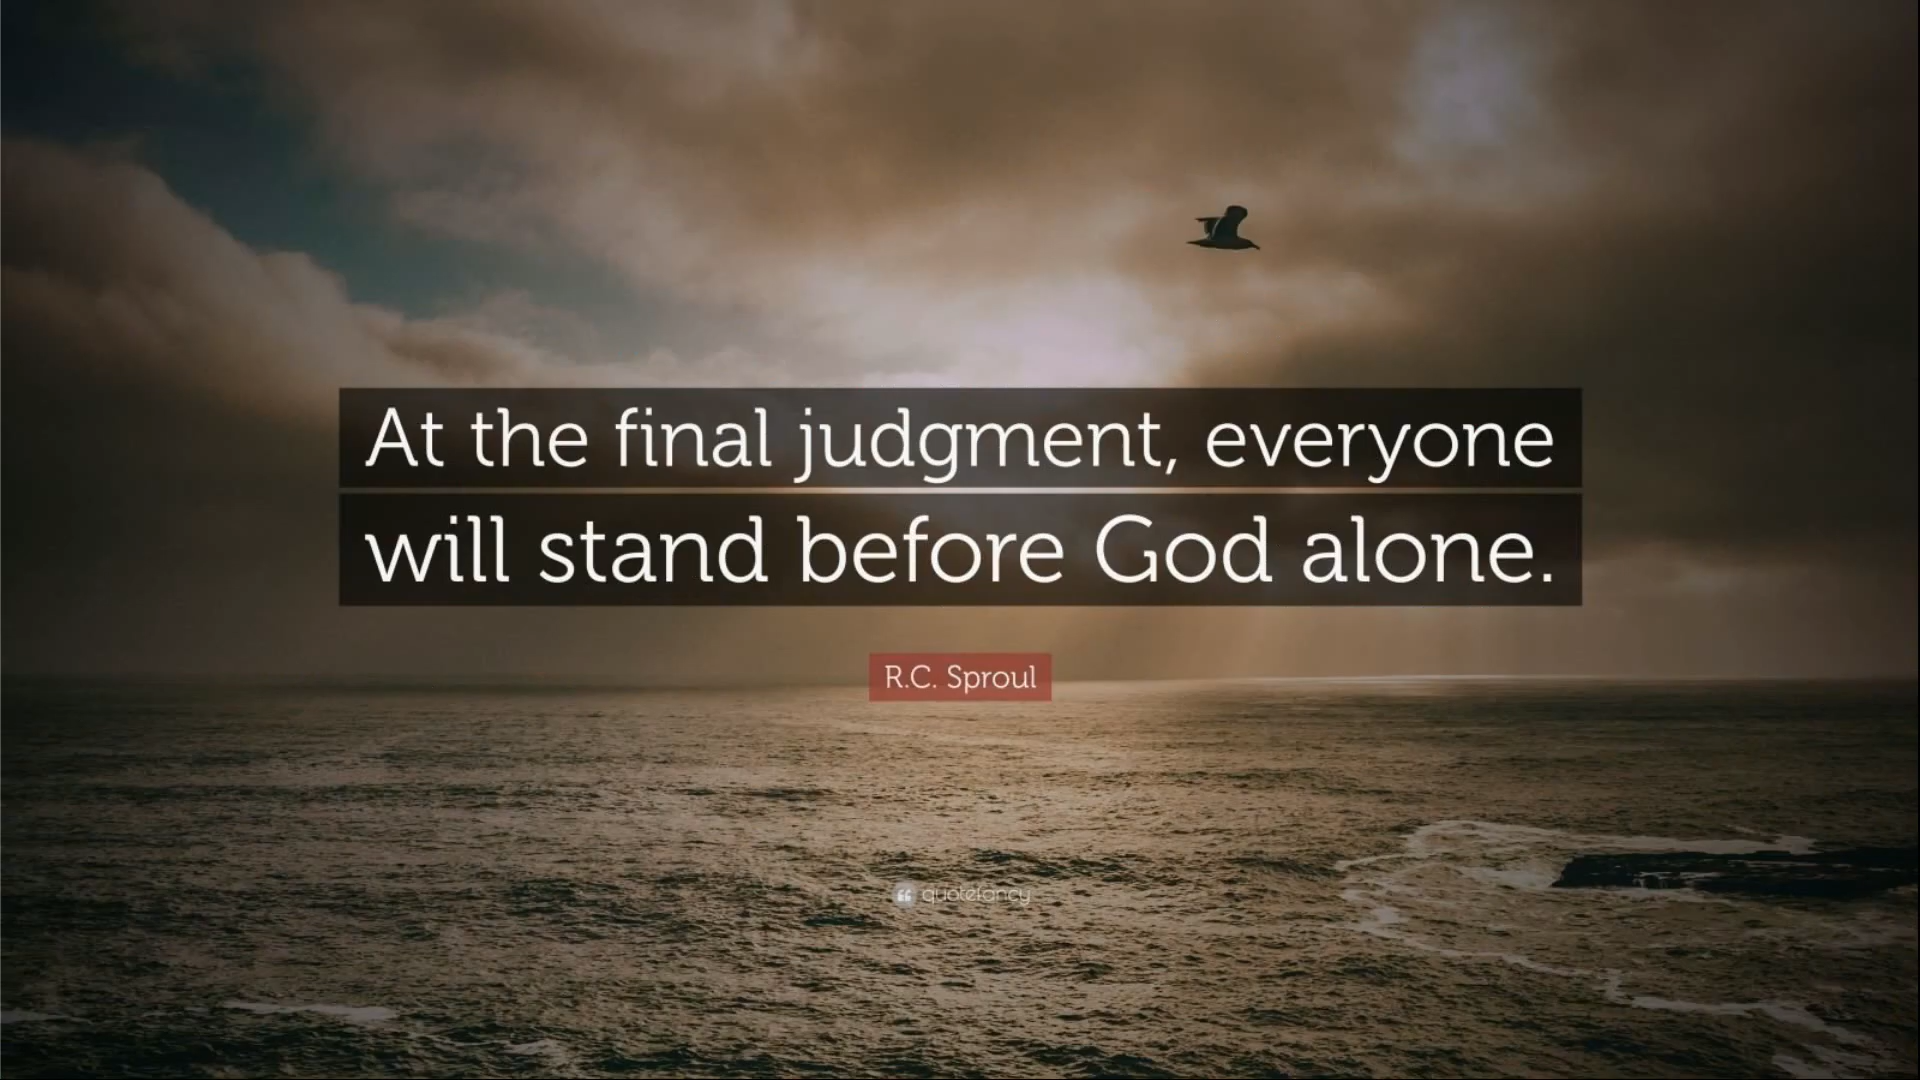 At the final judgment, everyone
will stand before God alone.
R.C. Sproul
quotefancy